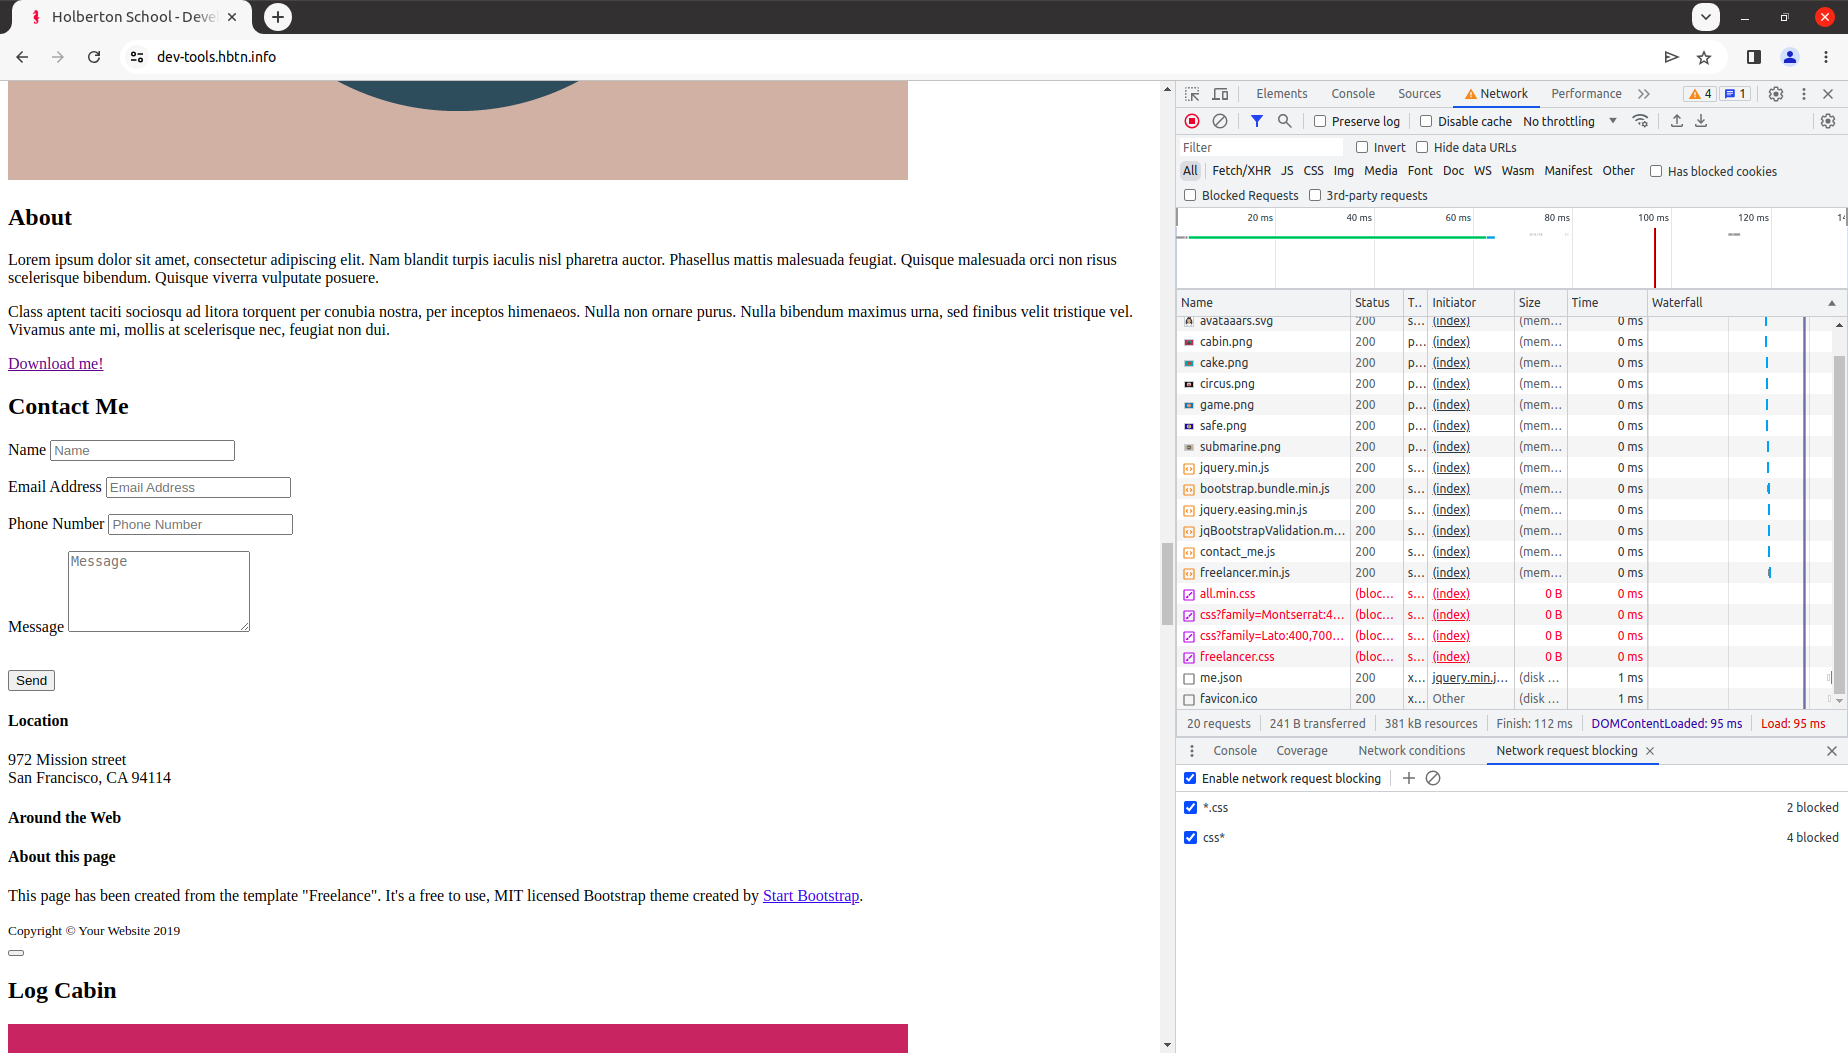 Holberton School - Deve
dev-tools.hbtn.info
About
Lorem ipsum dolor sit amet, consectetur adipiscing elit. Nam blandit turpis iaculis nisl pharetra auctor. Phasellus mattis malesuada feugiat. Quisque malesuada orci non risus
scelerisque bibendum. Quisque viverra vulputate posuere.
Class aptent taciti sociosqu ad litora torquent per conubia nostra, per inceptos himenaeos. Nulla non ornare purus. Nulla bibendum maximus urna, sed finibus velit tristique vel.
Vivamus ante mi, mollis at scelerisque nec, feugiat non dui.
Download me!
Contact Me
Name Name
Email Address Email Address
Phone Number Phone Number
Message Message
Send
Location
972 Mission street
San Francisco, CA 94114
Around the Web
About this page
This page has been created from the template "Freelance". It's a free to use, MIT licensed Bootstrap theme created by Start Bootstrap.
Copyright © Your Website 2019
Log Cabin
Elements Console Sources Network Performance 4 1
Preserve log Disable cache No throttling
Filter Invert Hide data URLs
All Fetch/XHR JS CSS Img Media Font Doc WS Wasm Manifest Other Has blocked cookies
Blocked Requests 3rd-party requests
20 ms 40 ms 60 ms 80 ms 100 ms 120 ms
Name Status T.. Initiator Size Time Waterfall
avataaars.svg 200 s... (index) (mem... 0 ms
cabin.png 200 p... (index) (mem... 0 ms
cake.png 200 p... (index) (mem... 0 ms
circus.png 200 p... (index) (mem... 0 ms
game.png 200 p... (index) (mem... 0 ms
safe.png 200 p... (index) (mem... 0 ms
submarine.png 200 p... (index) (mem... 0 ms
jquery.min.js 200 s... (index) (mem... 0 ms
bootstrap.bundle.min.js 200 s... (index) (mem... 0 ms
jquery.easing.min.js 200 s... (index) (mem... 0 ms
jqBootstrapValidation.m... 200 s... (index) (mem... 0 ms
contact_me.js 200 s... (index) (mem... 0 ms
freelancer.min.js 200 s... (index) (mem... 0 ms
all.min.css (bloc... s... (index) 0 B 0 ms
css?family=Montserrat:4... (bloc... s... (index) 0 B 0 ms
css?family=Lato:400,700... (bloc... s... (index) 0 B 0 ms
freelancer.css (bloc... s... (index) 0 B 0 ms
me.json 200 x... jquery.min.j... (disk ... 1 ms
favicon.ico 200 x... Other (disk ... 1 ms
20 requests 241 B transferred 381 kB resources Finish: 112 ms DOMContentLoaded: 95 ms Load: 95 ms
Console Coverage Network conditions Network request blocking
Enable network request blocking
*.css 2 blocked
css* 4 blocked